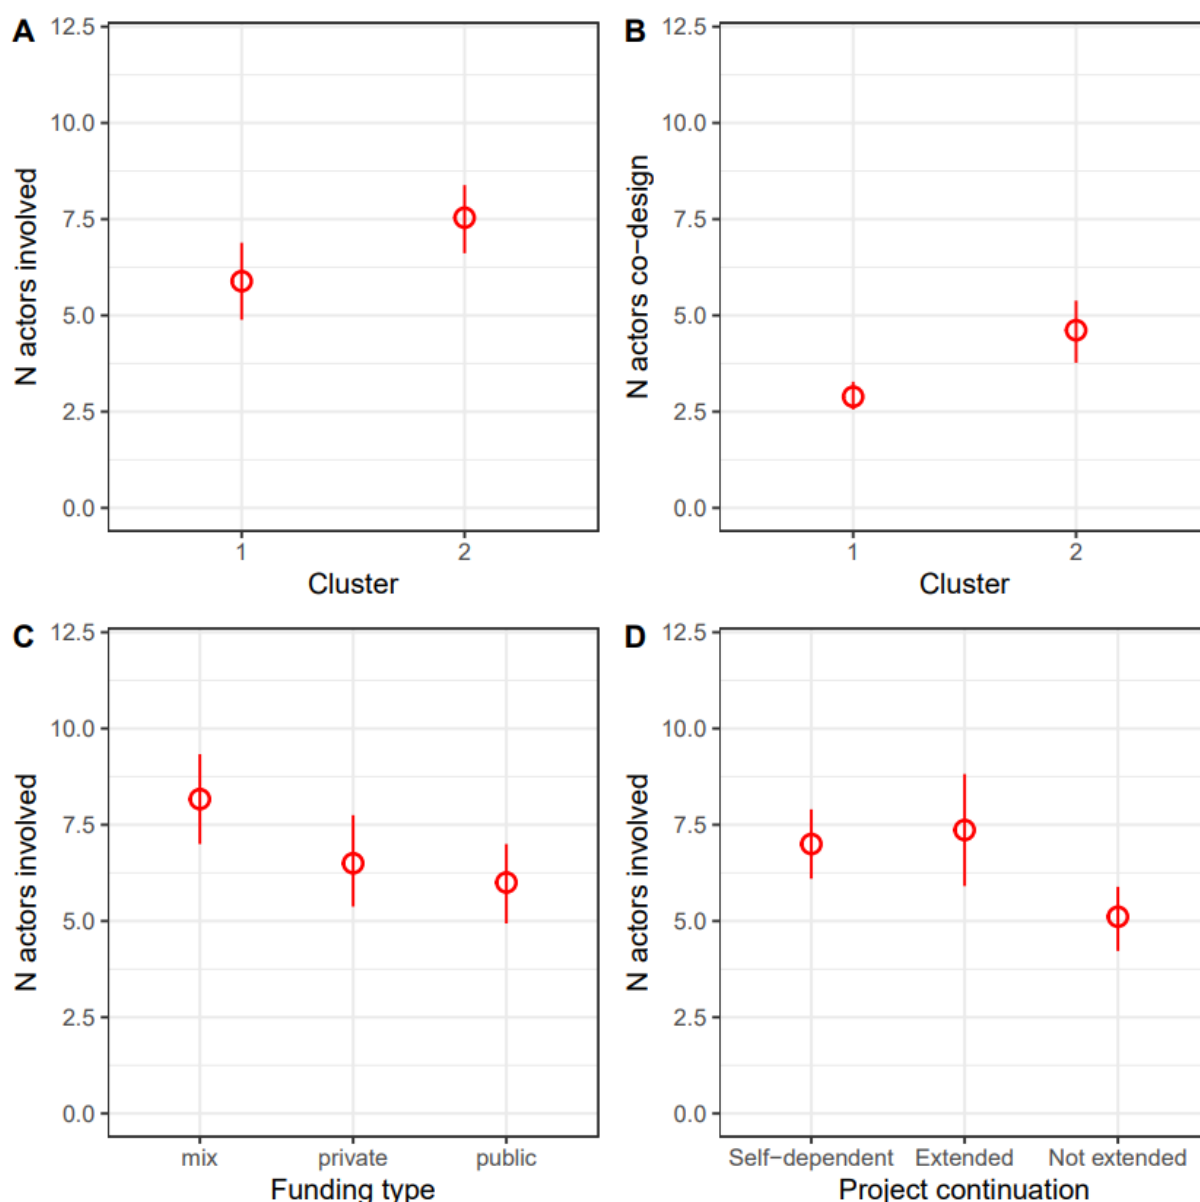 A
12.5
10.0
7.5
5.0
2.5
0.0
N actors involved
1 2
Cluster
B
12.5
10.0
7.5
5.0
2.5
0.0
N actors co−design
1 2
Cluster
C
12.5
10.0
7.5
5.0
2.5
0.0
N actors involved
mix private public
Funding type
D
12.5
10.0
7.5
5.0
2.5
0.0
N actors involved
Self−dependent Extended Not extended
Project continuation